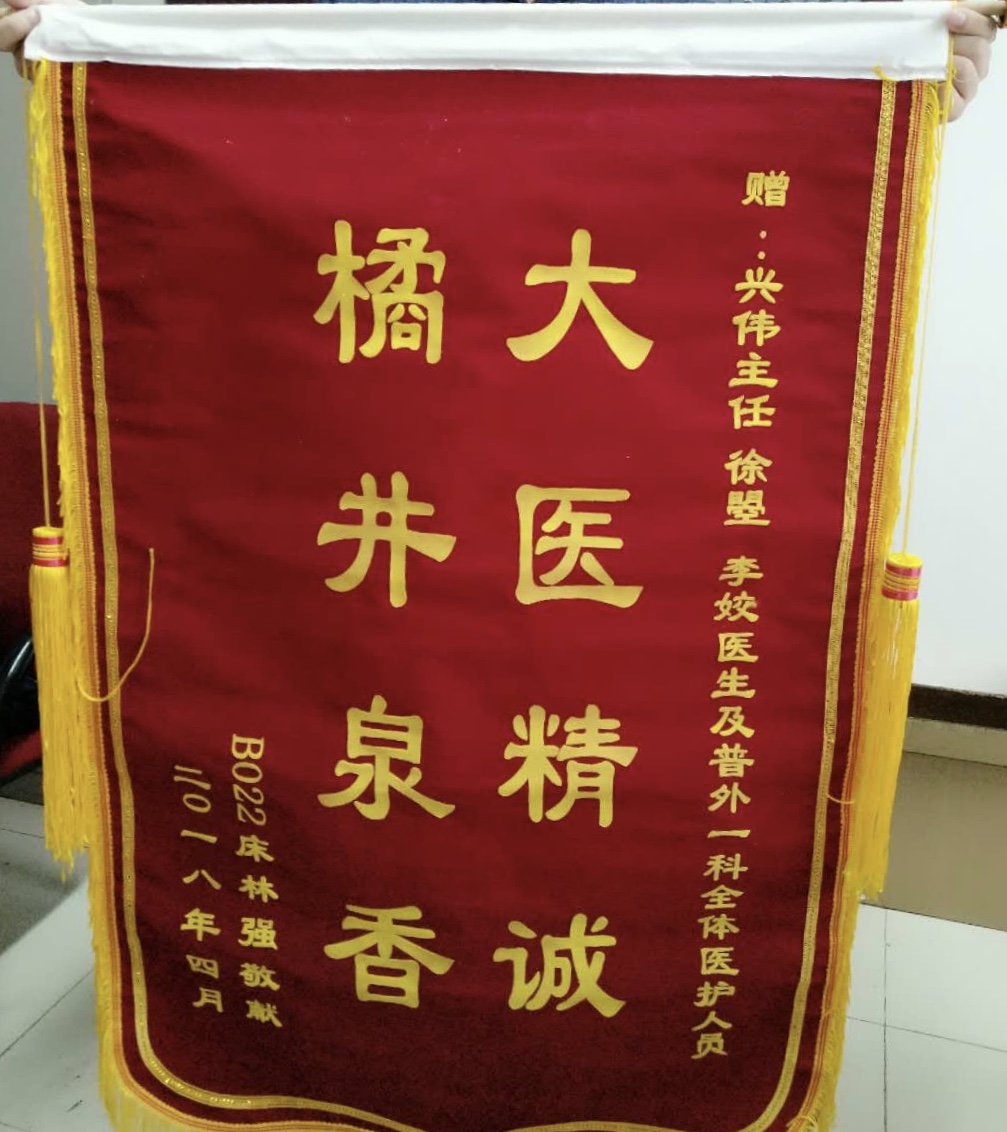 赠：兴伟主任 徐曌 李姣医生及普外一科全体医护人员
大医精诚
橘井泉香
B022床林强敬献
二〇一八年四月